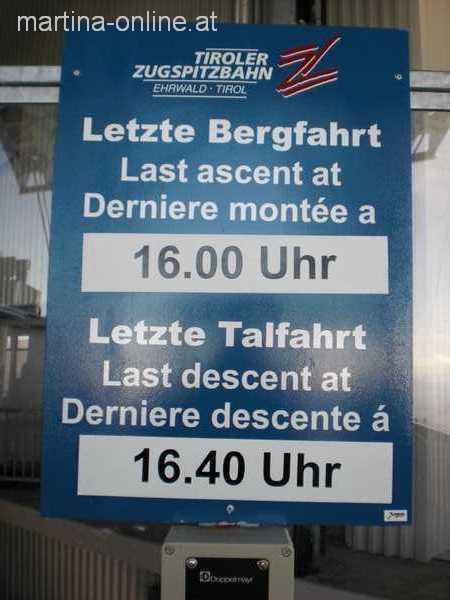 martina-online.at
TIROLER
ZUGSPITZBAHN
EHRWALD · TIROL
Letzte Bergfahrt
Last ascent at
Derniere montée a
16.00 Uhr
Letzte Talfahrt
Last descent at
Derniere descente á
16.40 Uhr
Doppelmayr